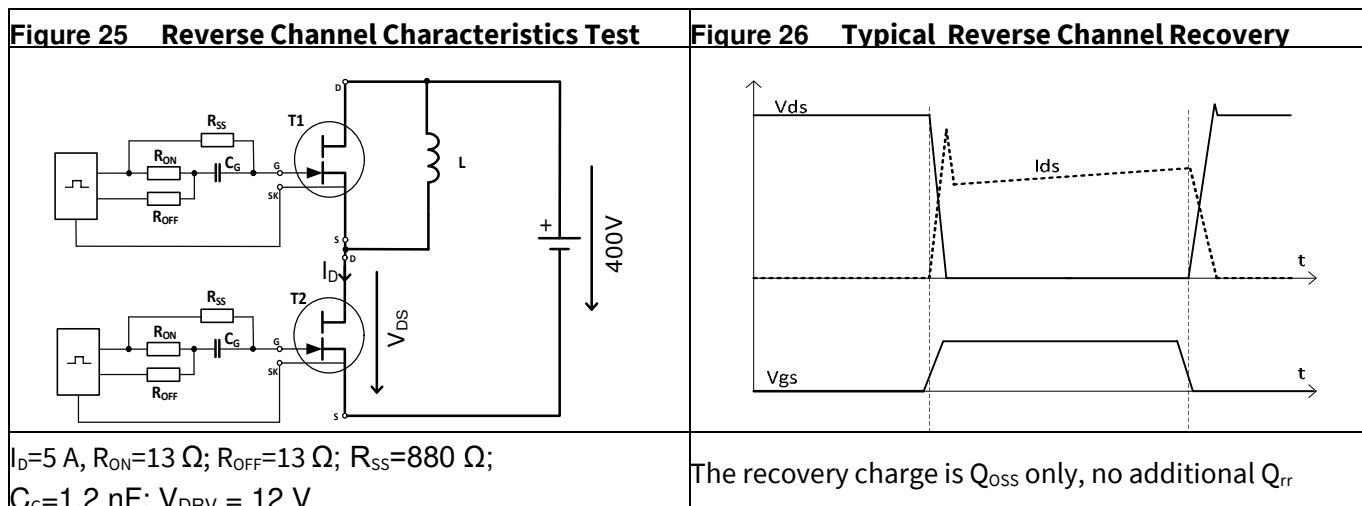 Figure 25 Reverse Channel Characteristics Test
Figure 26 Typical Reverse Channel Recovery
D
RSS
T1
RON
CG
G
L
SK
ROFF
S
D
ID
+
400V
RSS
T2
RON
CG
G
VDS
SK
ROFF
S
Vds
Ids
t
Vgs
t
ID=5 A, RON=13 Ω; ROFF=13 Ω; RSS=880 Ω;
CG=1.2 nF; VDRV = 12 V
The recovery charge is QOSS only, no additional Qrr